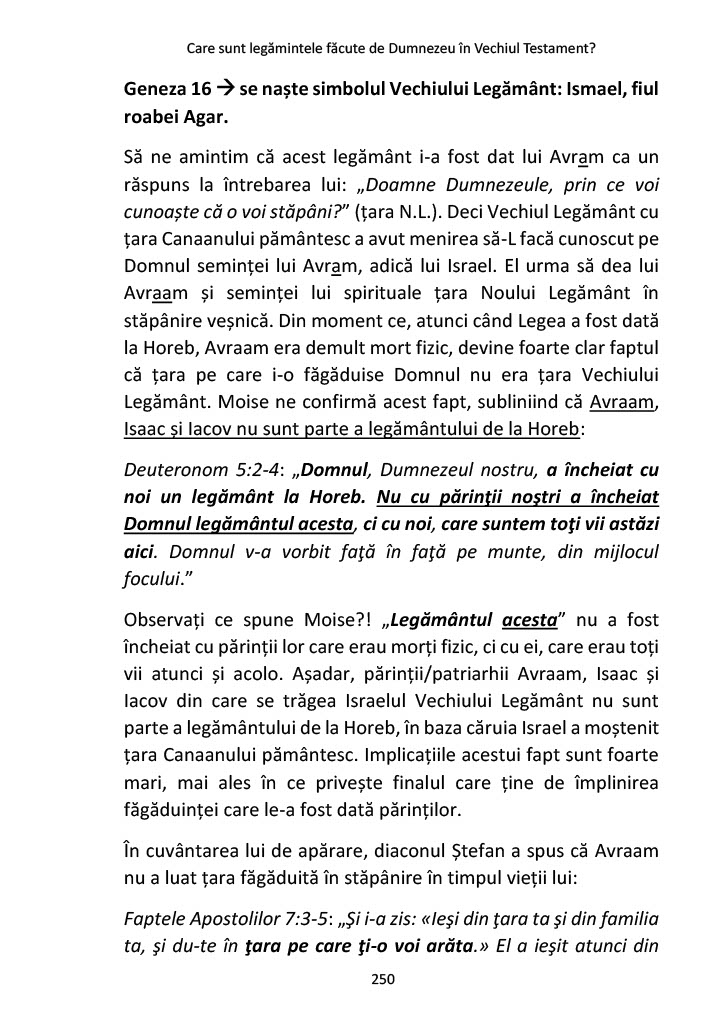 Care sunt legămintele făcute de Dumnezeu în Vechiul Testament?
Geneza 16 → se naște simbolul Vechiului Legământ: Ismael, fiul
roabei Agar.
Să ne amintim că acest legământ i-a fost dat lui Avram ca un
răspuns la întrebarea lui: „Doamne Dumnezeule, prin ce voi
cunoaște că o voi stăpâni?” (țara N.L.). Deci Vechiul Legământ cu
țara Canaanului pământesc a avut menirea să-L facă cunoscut pe
Domnul seminței lui Avram, adică lui Israel. El urma să dea lui
Avraam și seminței lui spirituale țara Noului Legământ în
stăpânire veșnică. Din moment ce, atunci când Legea a fost dată
la Horeb, Avraam era demult mort fizic, devine foarte clar faptul
că țara pe care i-o făgăduise Domnul nu era țara Vechiului
Legământ. Moise ne confirmă acest fapt, subliniind că Avraam,
Isaac și Iacov nu sunt parte a legământului de la Horeb:
Deuteronom 5:2-4: „Domnul, Dumnezeul nostru, a încheiat cu
noi un legământ la Horeb. Nu cu părinţii noştri a încheiat
Domnul legământul acesta, ci cu noi, care suntem toţi vii astăzi
aici. Domnul v-a vorbit faţă în faţă pe munte, din mijlocul
focului.”
Observați ce spune Moise?! „Legământul acesta” nu a fost
încheiat cu părinții lor care erau morți fizic, ci cu ei, care erau toți
vii atunci și acolo. Așadar, părinții/patriarhii Avraam, Isaac și
Iacov din care se trăgea Israelul Vechiului Legământ nu sunt
parte a legământului de la Horeb, în baza căruia Israel a moștenit
țara Canaanului pământesc. Implicațiile acestui fapt sunt foarte
mari, mai ales în ce privește finalul care ține de împlinirea
făgăduinței care le-a fost dată părinților.
În cuvântarea lui de apărare, diaconul Ștefan a spus că Avraam
nu a luat țara făgăduită în stăpânire în timpul vieții lui:
Faptele Apostolilor 7:3-5: „Şi i-a zis: «Ieşi din ţara ta şi din familia
ta, şi du-te în ţara pe care ţi-o voi arăta.» El a ieşit atunci din
250